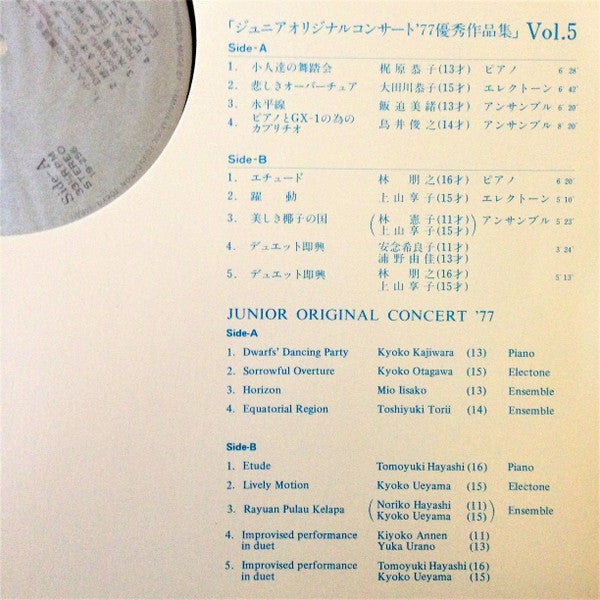 「ジュニアオリジナルコンサート'77優秀作品集」 Vol.5
Side-A
1. 小人達の舞踏会 梶原恭子(13才) ピアノ 6'28"
2. 悲しきオーバーチュア 大田川恭子(15才) エレクトーン 6'42"
3. 水平線 飯迫美緒(13才) アンサンブル 6'20"
4. ピアノとGX-1の為の
カプリチオ 鳥井俊之(14才) アンサンブル 8'20"
Side-B
1. エチュード 林 朋之(16才) ピアノ 6'20"
2. 躍動 上山享子(15才) エレクトーン 5'10"
3. 美しき椰子の国 (林 憲子(11才) アンサンブル 5'23"
上山享子(15才))
4. デュエット即興 安念希良子(11才) 3'24"
浦野由佳(13才)
5. デュエット即興 林 朋之(16才) 5'13"
上山享子(15才)
JUNIOR ORIGINAL CONCERT '77
Side-A
1. Dwarfs' Dancing Party Kyoko Kajiwara (13) Piano
2. Sorrowful Overture Kyoko Otagawa (15) Electone
3. Horizon Mio Iisako (13) Ensemble
4. Equatorial Region Toshiyuki Torii (14) Ensemble
Side-B
1. Etude Tomoyuki Hayashi (16) Piano
2. Lively Motion Kyoko Ueyama (15) Electone
3. Rayuan Pulau Kelapa (Noriko Hayashi (11) Ensemble
Kyoko Ueyama (15))
4. Improvised performance Kiyoko Annen (11)
in duet Yuka Urano (13)
5. Improvised performance Tomoyuki Hayashi (16)
in duet Kyoko Ueyama (15)
Side-A
33 RPM
STEREO